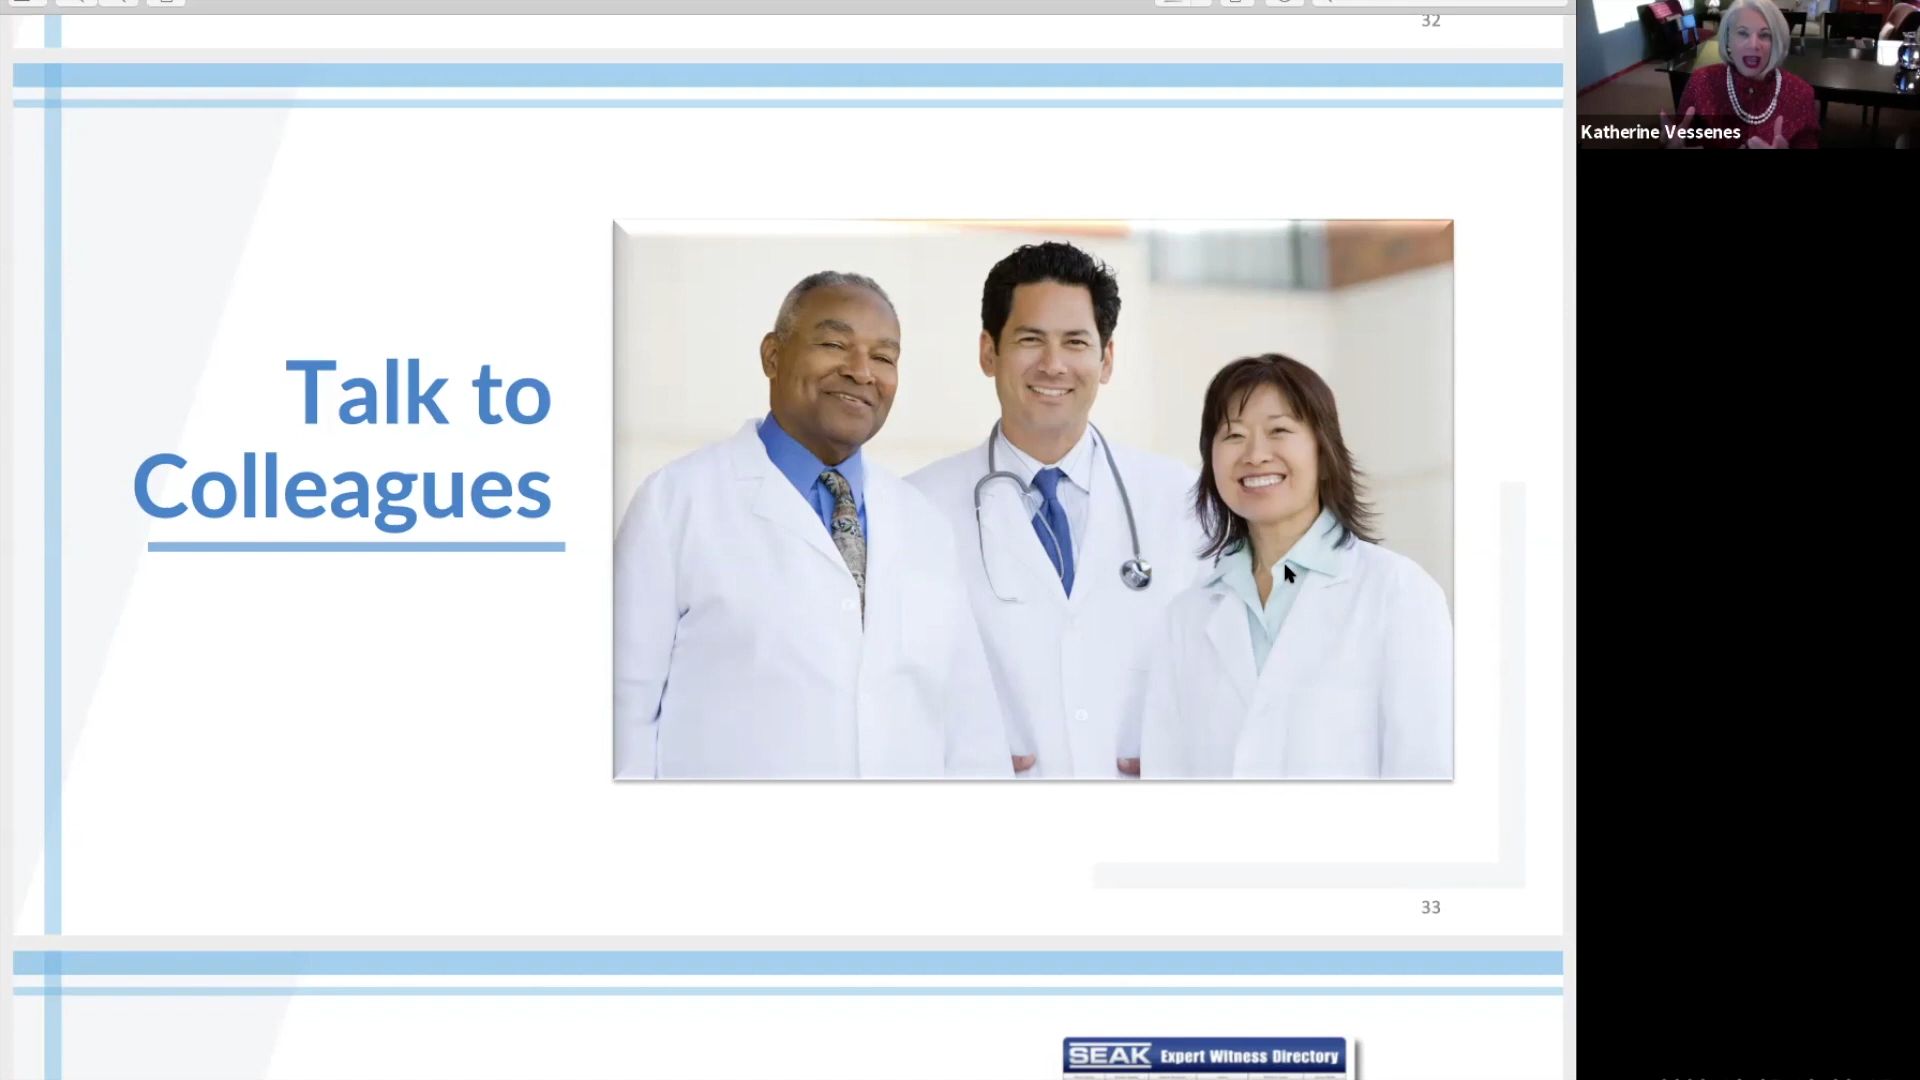 32
Katherine Vessenes
Talk to
Colleagues
33
SEAK Expert Witness Directory